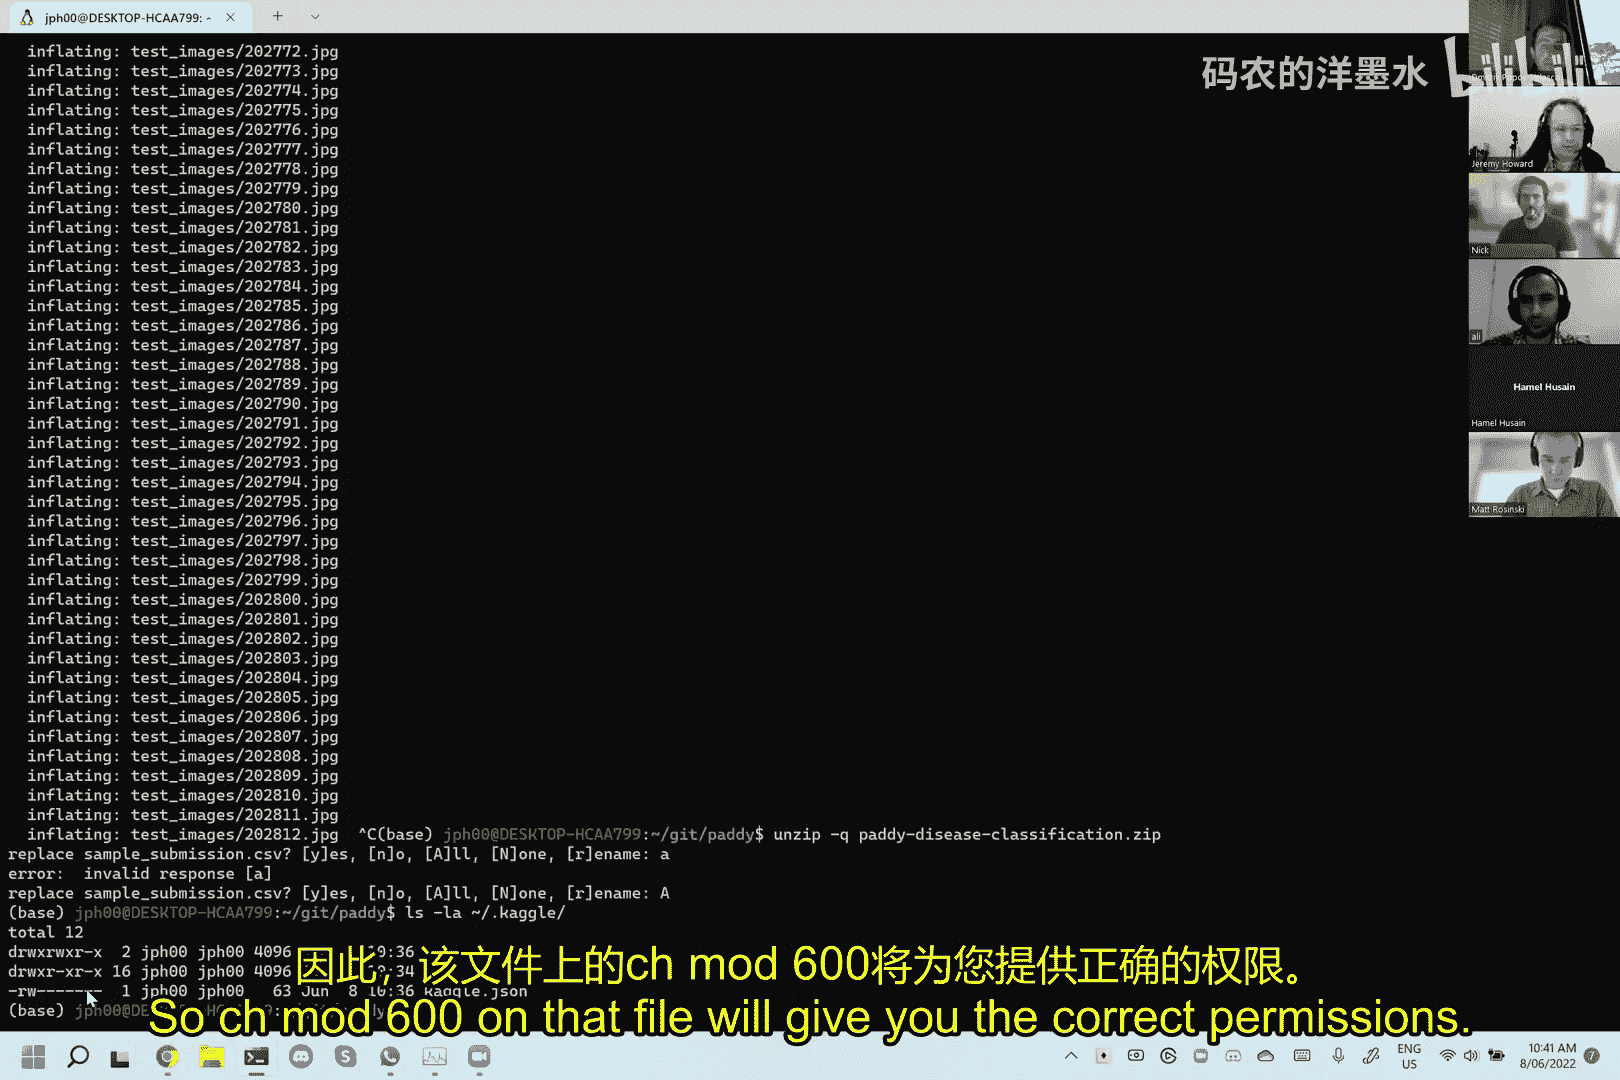 jph00@DESKTOP-HCAA799: ~
inflating: test_images/202772.jpg
inflating: test_images/202773.jpg
inflating: test_images/202774.jpg
inflating: test_images/202775.jpg
inflating: test_images/202776.jpg
inflating: test_images/202777.jpg
inflating: test_images/202778.jpg
inflating: test_images/202779.jpg
inflating: test_images/202780.jpg
inflating: test_images/202781.jpg
inflating: test_images/202782.jpg
inflating: test_images/202783.jpg
inflating: test_images/202784.jpg
inflating: test_images/202785.jpg
inflating: test_images/202786.jpg
inflating: test_images/202787.jpg
inflating: test_images/202788.jpg
inflating: test_images/202789.jpg
inflating: test_images/202790.jpg
inflating: test_images/202791.jpg
inflating: test_images/202792.jpg
inflating: test_images/202793.jpg
inflating: test_images/202794.jpg
inflating: test_images/202795.jpg
inflating: test_images/202796.jpg
inflating: test_images/202797.jpg
inflating: test_images/202798.jpg
inflating: test_images/202799.jpg
inflating: test_images/202800.jpg
inflating: test_images/202801.jpg
inflating: test_images/202802.jpg
inflating: test_images/202803.jpg
inflating: test_images/202804.jpg
inflating: test_images/202805.jpg
inflating: test_images/202806.jpg
inflating: test_images/202807.jpg
inflating: test_images/202808.jpg
inflating: test_images/202809.jpg
inflating: test_images/202810.jpg
inflating: test_images/202811.jpg
inflating: test_images/202812.jpg  ^C(base) jph00@DESKTOP-HCAA799:~/git/paddy$ unzip -q paddy-disease-classification.zip
replace sample_submission.csv? [y]es, [n]o, [A]ll, [N]one, [r]ename: a
error:  invalid response [a]
replace sample_submission.csv? [y]es, [n]o, [A]ll, [N]one, [r]ename: A
(base) jph00@DESKTOP-HCAA799:~/git/paddy$ ls -la ~/.kaggle/
total 12
drwxrwxr-x  2 jph00 jph00 4096 10:36 .
drwxr-xr-x 16 jph00 jph00 4096 10:34
-rw-------  1 jph00 jph00   63 Jun  8 10:36 kaggle.json
(base)
因此，该文件上的ch mod 600将为您提供正确的权限。
So ch mod 600 on that file will give you the correct permissions.
码农的洋墨水 bilibili
Jeremy Howard
Nick
ali
Hamel Husain
Hamel Husain
Matt Rosinski
ENG
US
10:41 AM
8/06/2022
7